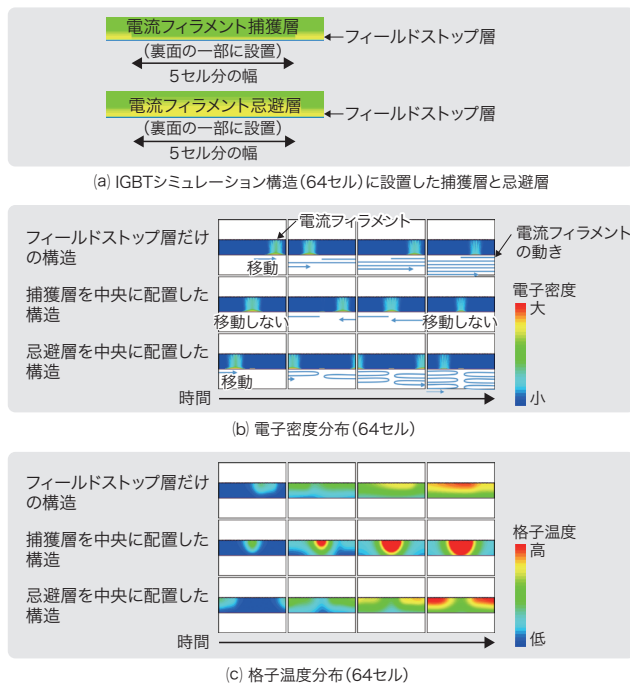 電流フィラメント捕獲層
フィールドストップ層
(裏面の一部に設置)
5セル分の幅
電流フィラメント忌避層
フィールドストップ層
(裏面の一部に設置)
5セル分の幅
(a) IGBTシミュレーション構造(64セル)に設置した捕獲層と忌避層
電流フィラメント
フィールドストップ層だけ
の構造
移動
電流フィラメント
の動き
捕獲層を中央に配置した
構造
移動しない
移動しない
忌避層を中央に配置した
構造
移動
時間
電子密度
大
小
(b) 電子密度分布(64セル)
フィールドストップ層だけ
の構造
捕獲層を中央に配置した
構造
忌避層を中央に配置した
構造
時間
格子温度
高
低
(c) 格子温度分布(64セル)